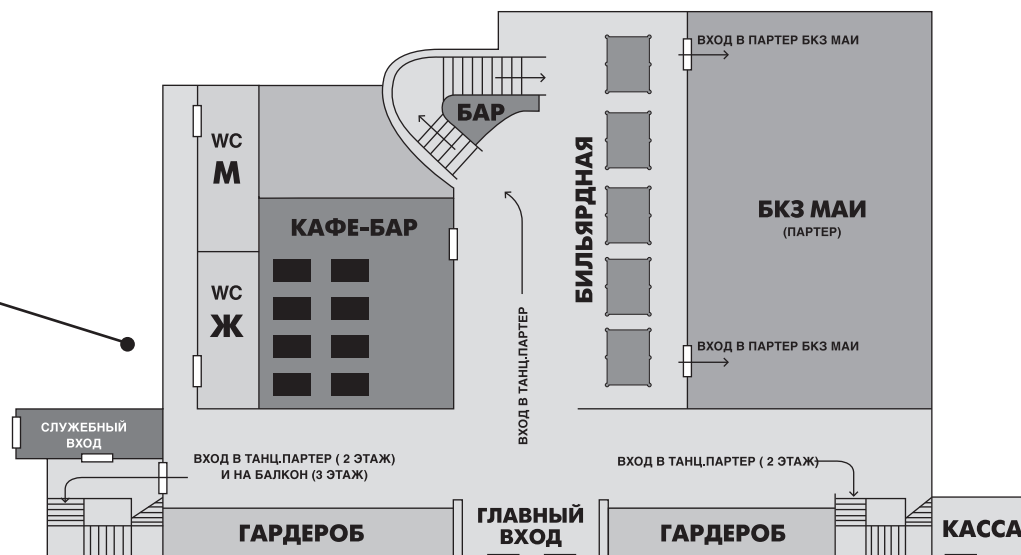 ВХОД В ПАРТЕР БКЗ МАИ
БАР
WC
М
БИЛЬЯРДНАЯ
БКЗ МАИ
(ПАРТЕР)
КАФЕ-БАР
WC
Ж
ВХОД В ТАНЦ.ПАРТЕР
ВХОД В ПАРТЕР БКЗ МАИ
СЛУЖЕБНЫЙ
ВХОД
ВХОД В ТАНЦ.ПАРТЕР ( 2 ЭТАЖ)
И НА БАЛКОН (3 ЭТАЖ)
ВХОД В ТАНЦ.ПАРТЕР ( 2 ЭТАЖ)
ГАРДЕРОБ
ГЛАВНЫЙ
ВХОД
ГАРДЕРОБ
КАССА